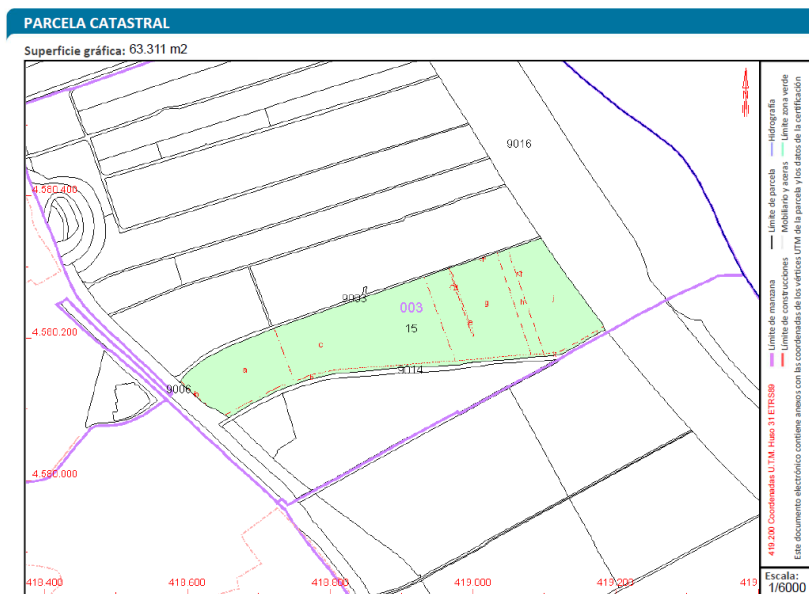 PARCELA CATASTRAL
Superficie gráfica: 63.311 m2
9016
4.580.400
9003
003
15
4.500.200
c
a
g
h
j
9014
9006
b
4.580.000
419.400
418.600
418.800
419.000
419.203
Límite de manzana
Límite de parcela
Hidrografía
Límite de construcciones
Mobiliario y aceras
Límite zona verde
419.200 Coordenadas U.T.M. Huso 31 ETRS89
Este documento electrónico contiene anexos con las coordenadas de los vértices UTM de la parcela y los datos de la certificación
Escala:
1/6000